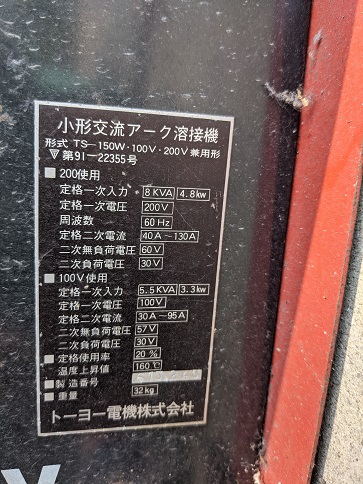 小形交流アーク溶接機
形式 TS-150W・100V・200V兼用形
▽第91-22355号
■200使用
定格一次入力 8KVA 4.8kw
定格一次電圧 200V
周波数 60Hz
定格二次電流 40A〜130A
二次無負荷電圧 60V
二次負荷電圧 30V
■100V使用
定格一次入力 5.5KVA 3.3kw
定格一次電圧 100V
定格二次電流 30A〜95A
二次無負荷電圧 57V
二次負荷電圧 30V
■定格使用率 20%
温度上昇値 160℃
■製造番号
■重量 32kg
トーヨー電機株式会社